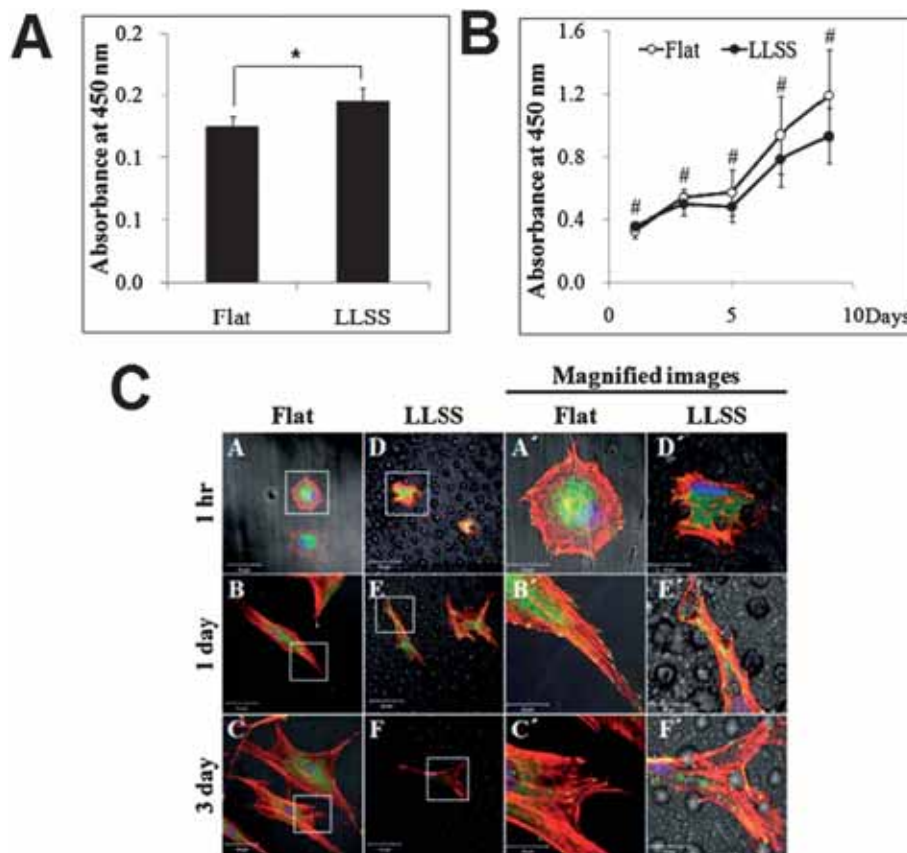 A
Absorbance at 450 nm
0.2
0.2
0.1
0.1
0.0
*
Flat
LLSS
B
Absorbance at 450 nm
1.6
1.2
0.8
0.4
0.0
Flat LLSS
# # # # #
0 5 10Days
C
Magnified images
Flat LLSS Flat LLSS
1 hr
A D A´ D´
1 day
B E B´ E´
3 day
C F C´ F´